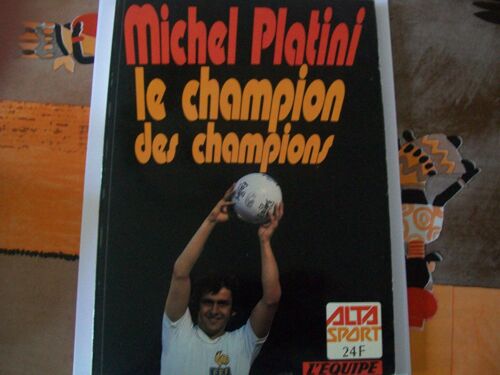 Michel Platini
le champion
des champions
ALTA
SPORT
24F
L'EQUIPE